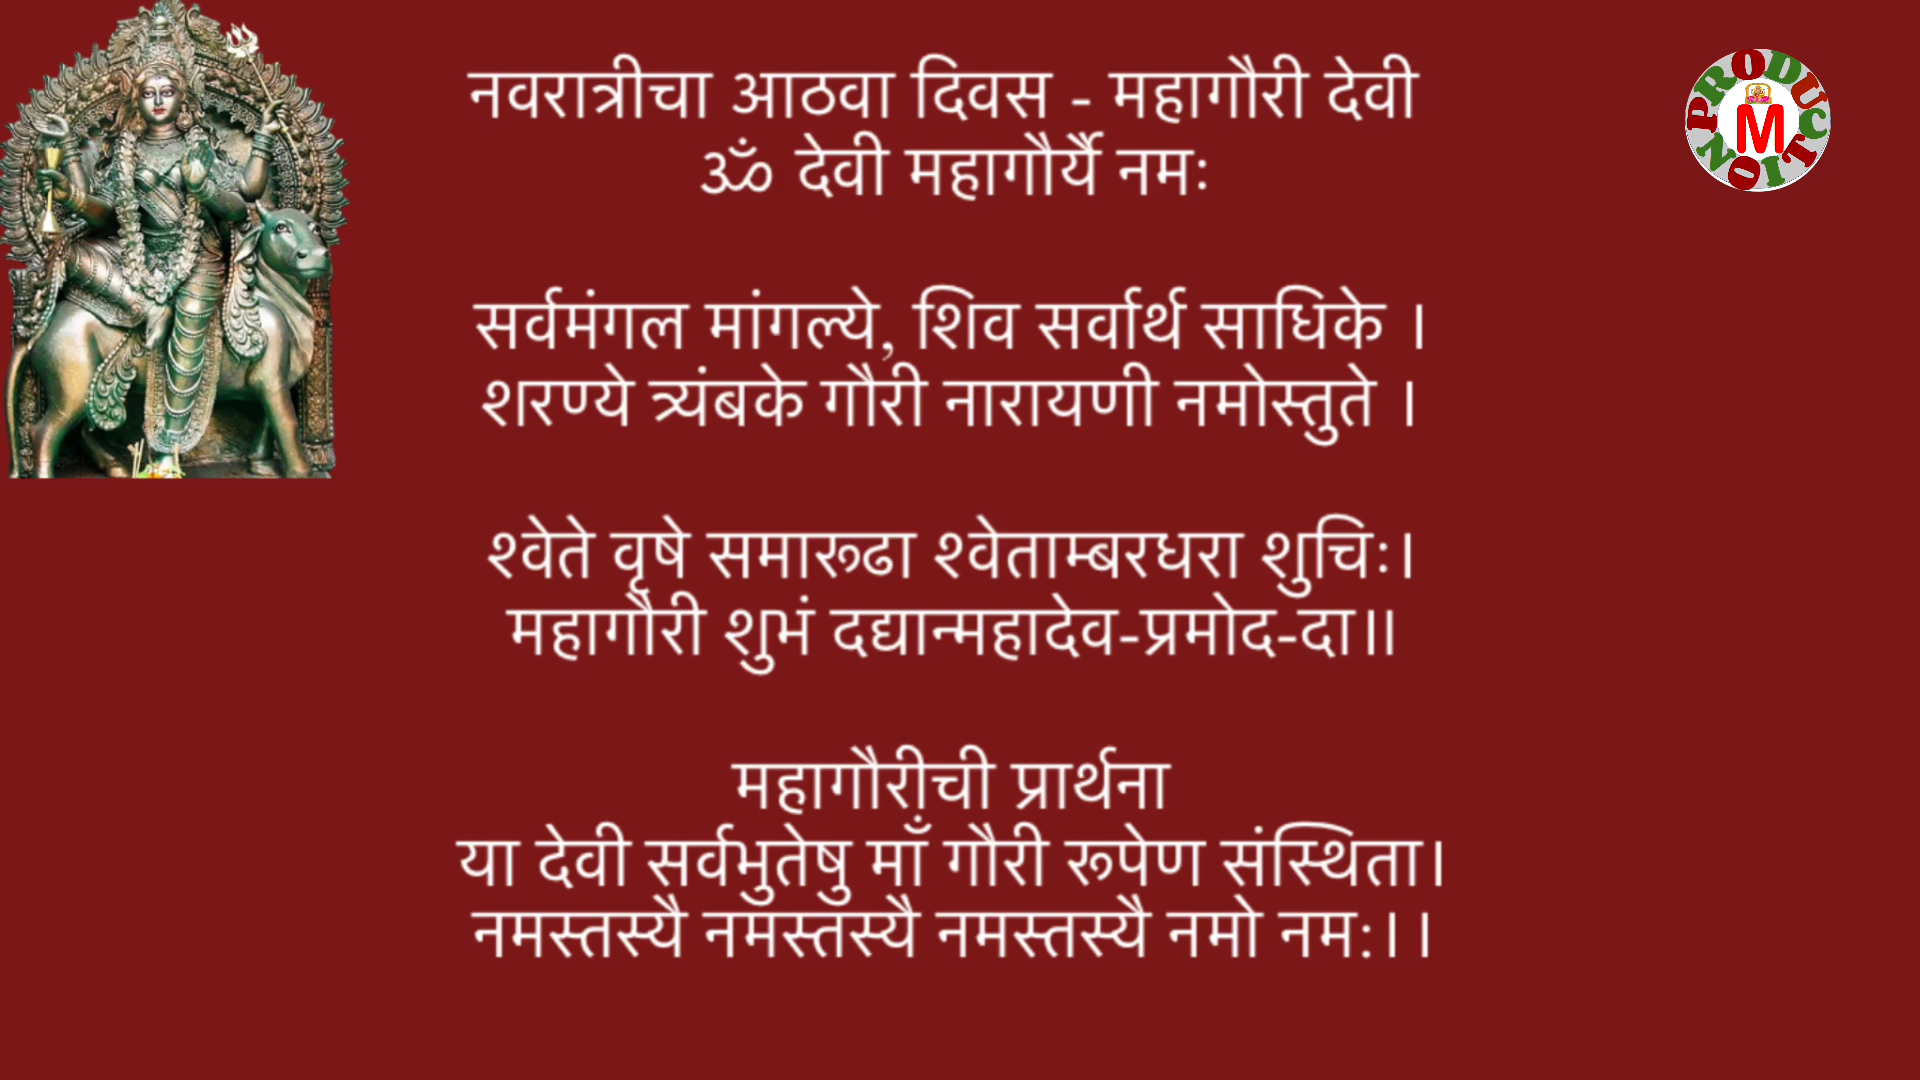 नवरात्रीचा आठवा दिवस - महागौरी देवी
ॐ देवी महागौर्यै नमः
सर्वमंगल मांगल्ये, शिव सर्वार्थ साधिके ।
शरण्ये त्र्यंबके गौरी नारायणी नमोस्तुते ।
श्वेते वृषे समारूढा श्वेताम्बरधरा शुचिः।
महागौरी शुभं दद्यान्महादेव-प्रमोद-दा॥
महागौरीची प्रार्थना
या देवी सर्वभुतेषु माँ गौरी रूपेण संस्थिता।
नमस्तस्यै नमस्तस्यै नमस्तस्यै नमो नम:।।
M PRODUCTION